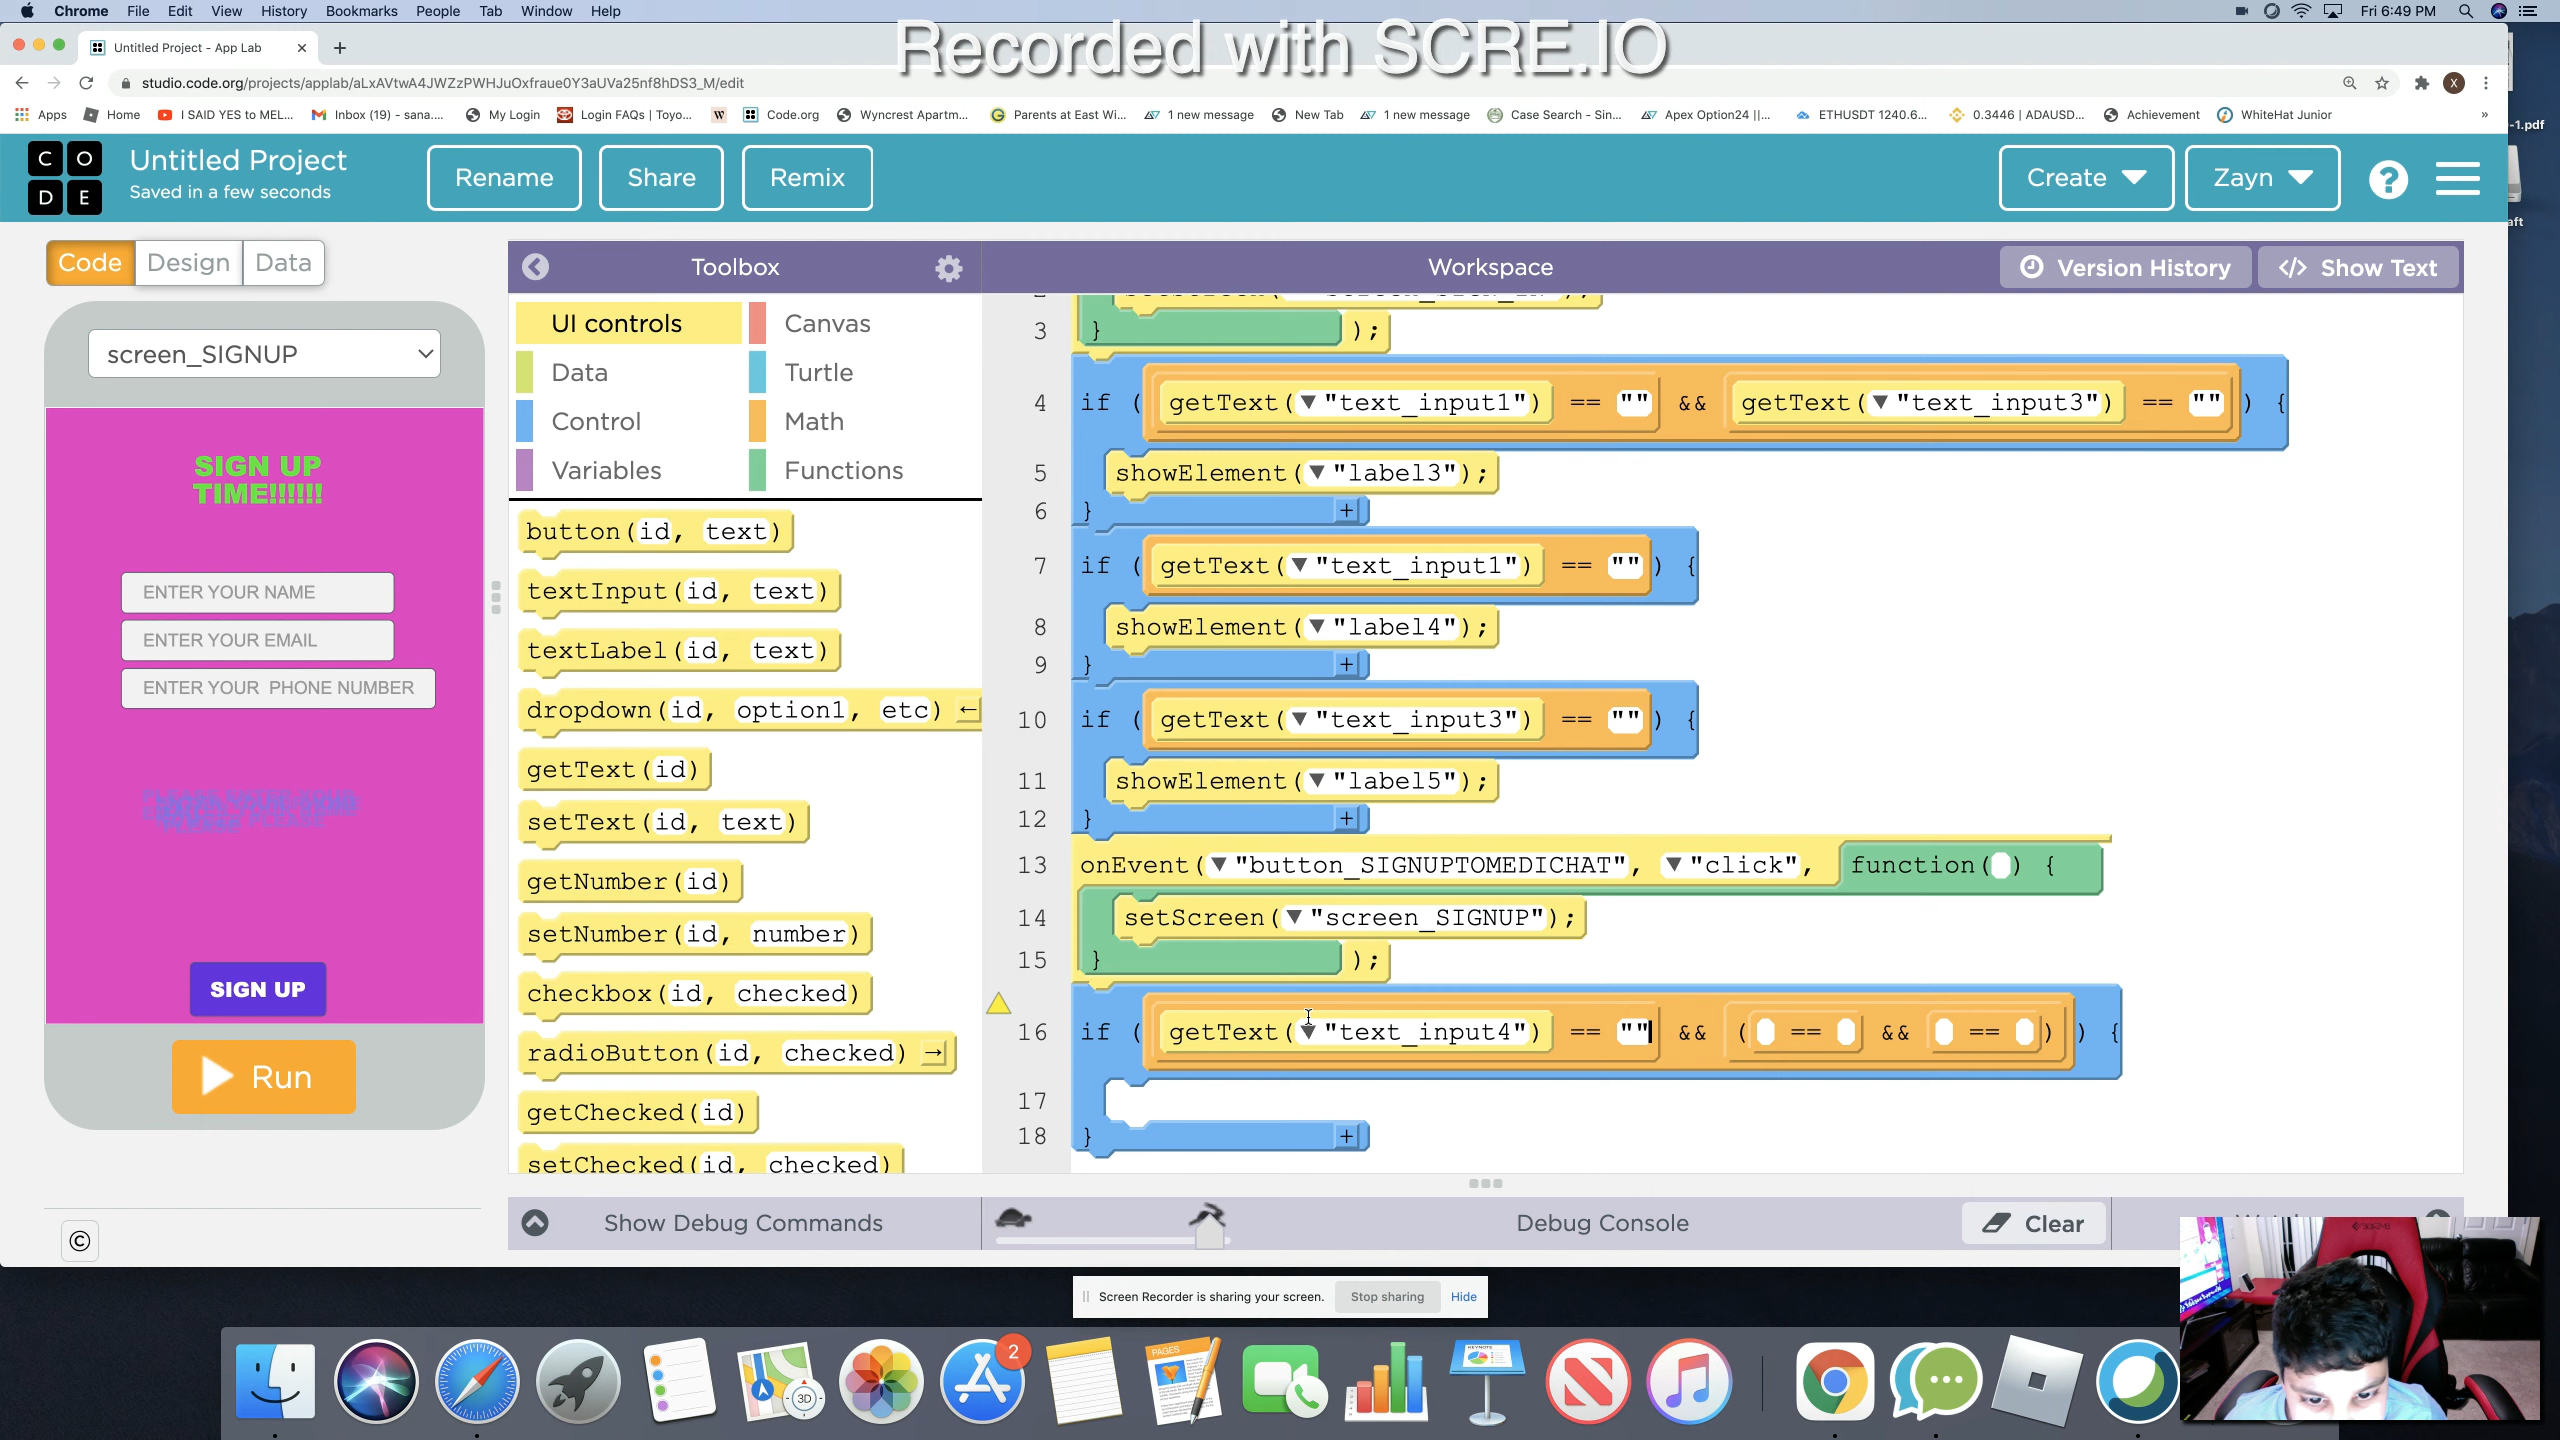 Chrome File Edit View History Bookmarks People Tab Window Help
Fri 6:49 PM
Recorded with SCRE.IO
Untitled Project - App Lab
studio.code.org/projects/applab/aLxAVtwA4JWZzPWHJuOxfraue0Y3aUVa25nf8hDS3_M/edit
X
Apps Home I SAID YES to MEL... Inbox (19) - sana.... My Login Login FAQs | Toyo... W Code.org Wyncrest Apartm... Parents at East Wi... 1 new message New Tab 1 new message Case Search - Sin... Apex Option24 ||... ETHUSDT 1240.6... 0.3446 | ADAUSD... Achievement WhiteHat Junior »
-1.pdf
C O
D E
Untitled Project
Saved in a few seconds
Rename
Share
Remix
Create
Zayn
?
aft
Code Design Data
Toolbox
Workspace
Version History
</> Show Text
screen_SIGNUP
SIGN UP
TIME!!!!!!
ENTER YOUR NAME
ENTER YOUR EMAIL
ENTER YOUR  PHONE NUMBER
SIGN UP
Run
©
UI controls
Canvas
Data
Turtle
Control
Math
Variables
Functions
button(id, text)
textInput(id, text)
textLabel(id, text)
dropdown(id, option1, etc) ←
getText(id)
setText(id, text)
getNumber(id)
setNumber(id, number)
checkbox(id, checked)
radioButton(id, checked) →
getChecked(id)
setChecked(id, checked)
3 } );
4 if ( getText(▼"text_input1") == "" && getText(▼"text_input3") == "" ) {
5 showElement(▼"label3");
6 } +
7 if ( getText(▼"text_input1") == "" ) {
8 showElement(▼"label4");
9 } +
10 if ( getText(▼"text_input3") == "" ) {
11 showElement(▼"label5");
12 } +
13 onEvent(▼"button_SIGNUPTOMEDICHAT", ▼"click", function( ) {
14 setScreen(▼"screen_SIGNUP");
15 } );
16 if ( getText(▼"text_input4") == "" && ( == && == ) ) {
17
18 } +
Show Debug Commands
Debug Console
Clear
Screen Recorder is sharing your screen. Stop sharing Hide
2
3D
PAGES
KEYNOTE